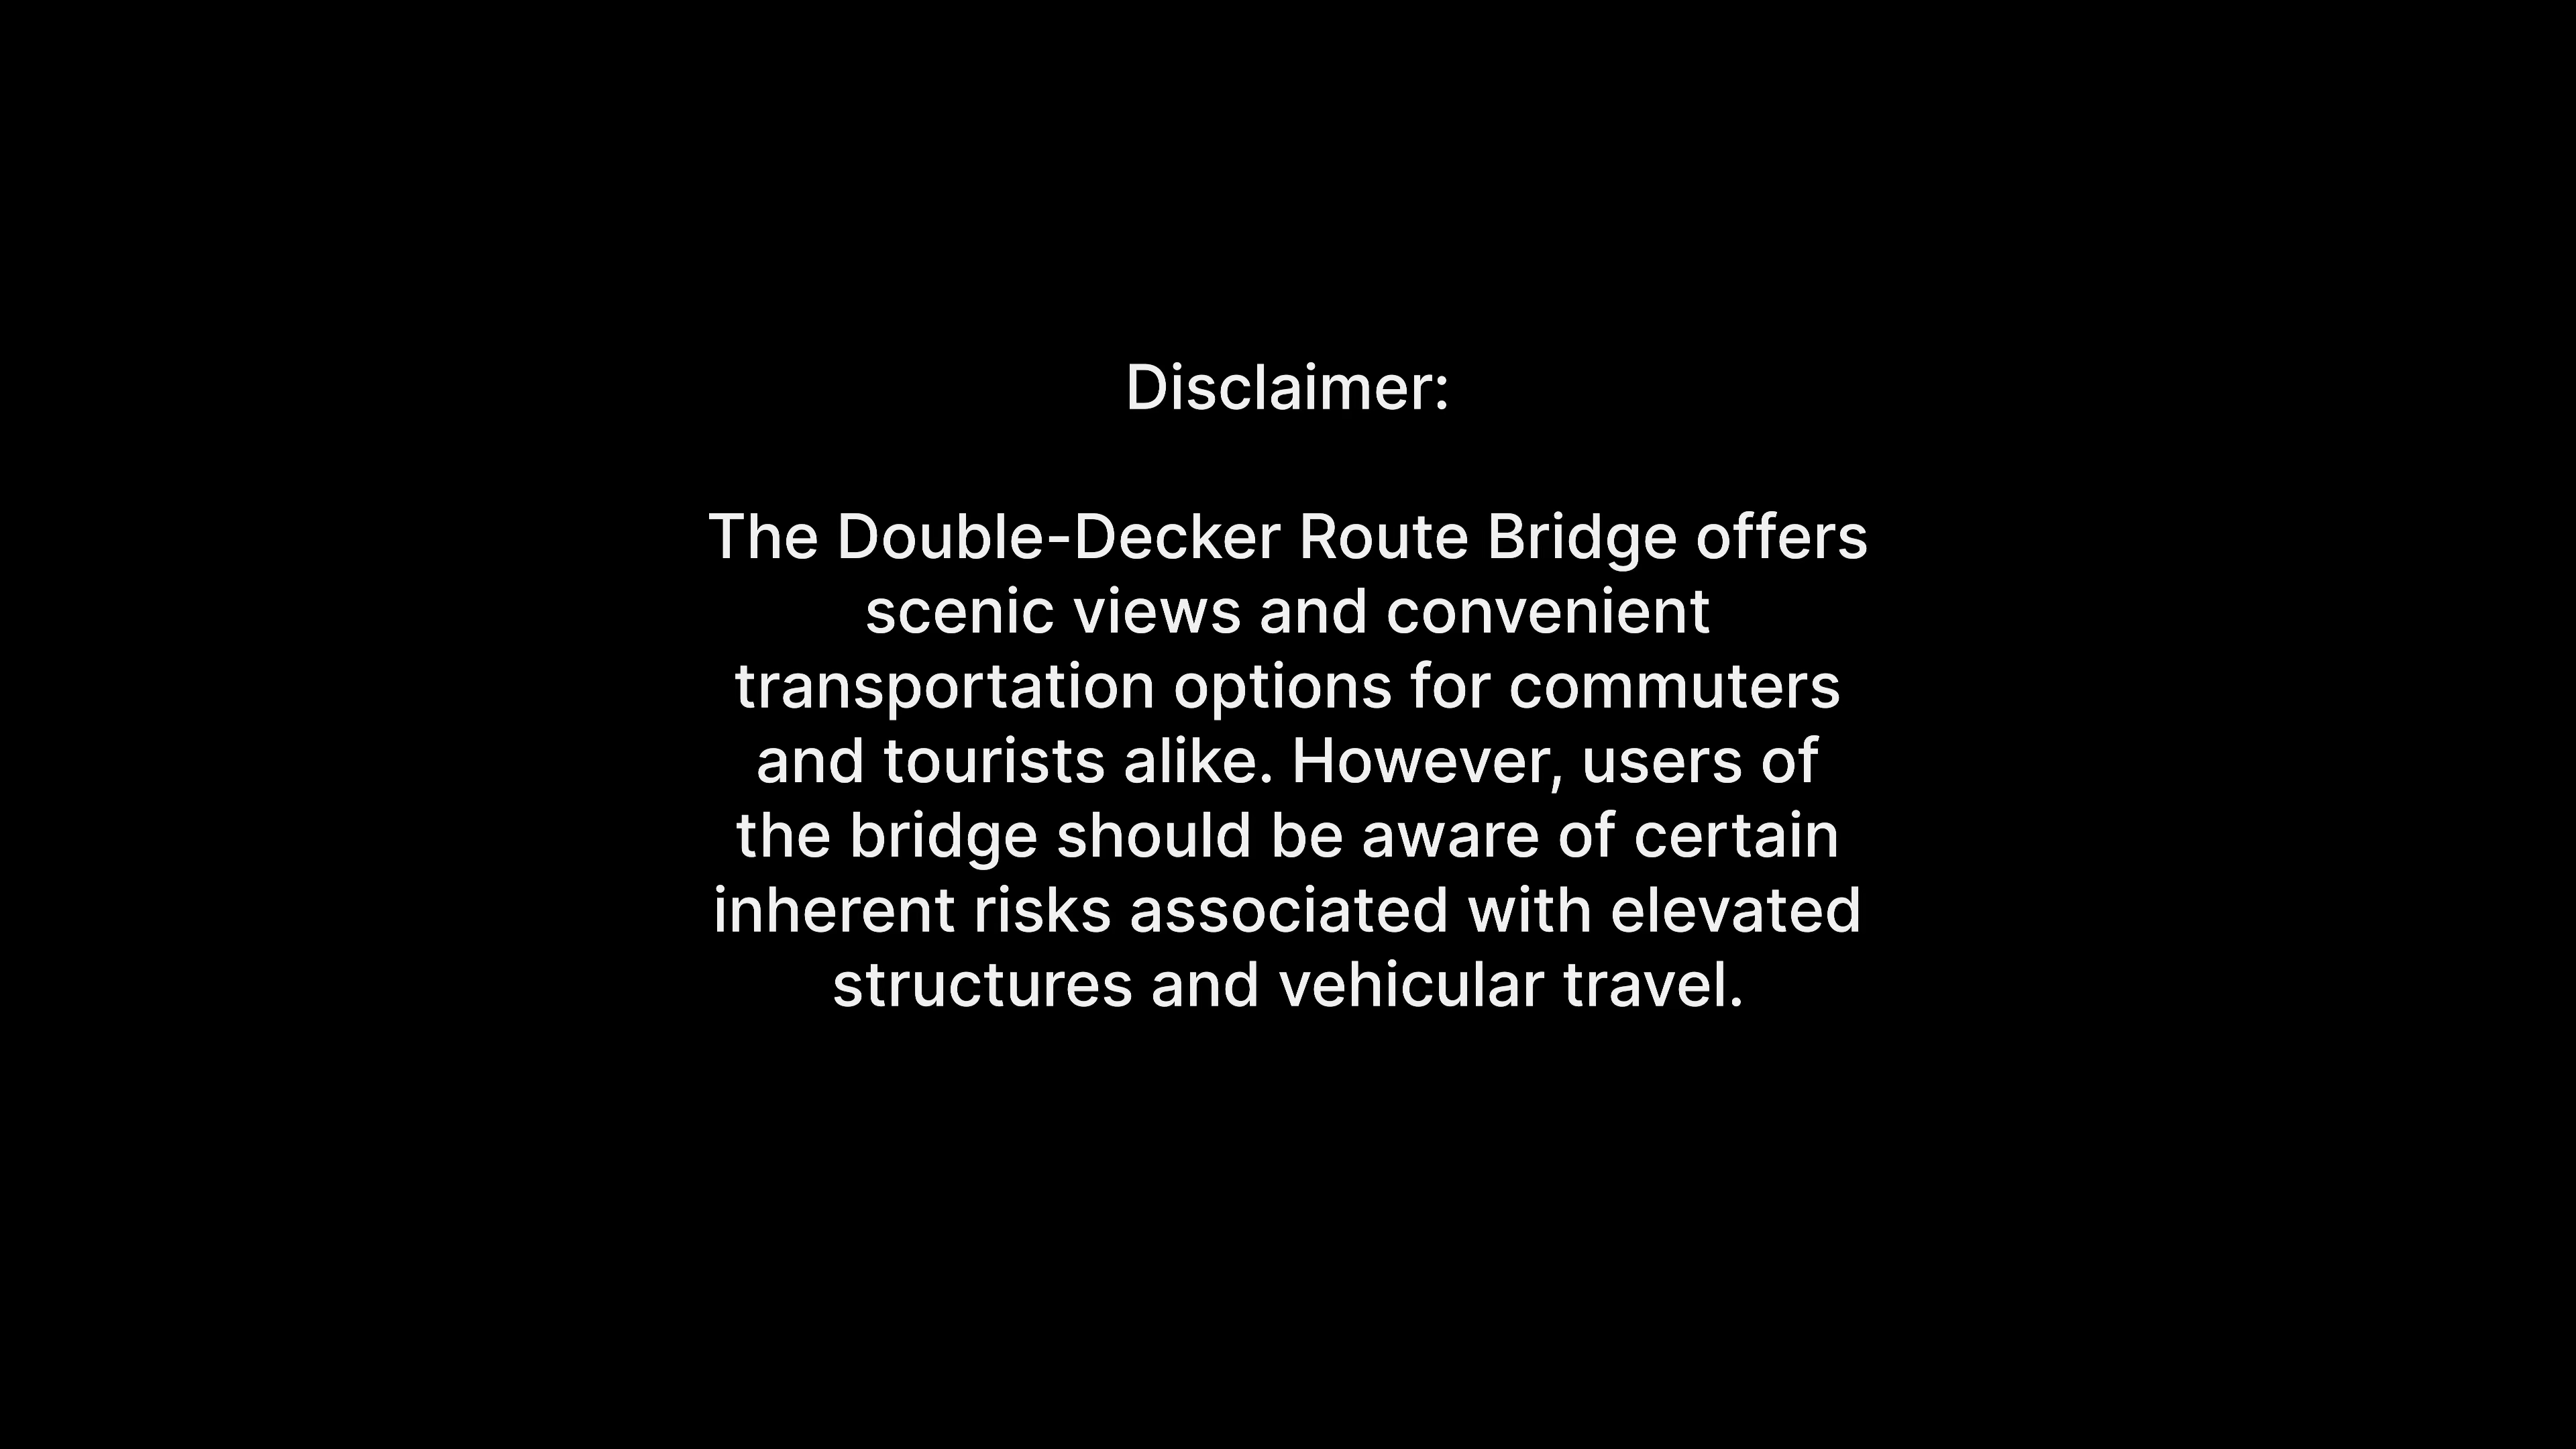 Disclaimer:
The Double-Decker Route Bridge offers
scenic views and convenient
transportation options for commuters
and tourists alike. However, users of
the bridge should be aware of certain
inherent risks associated with elevated
structures and vehicular travel.